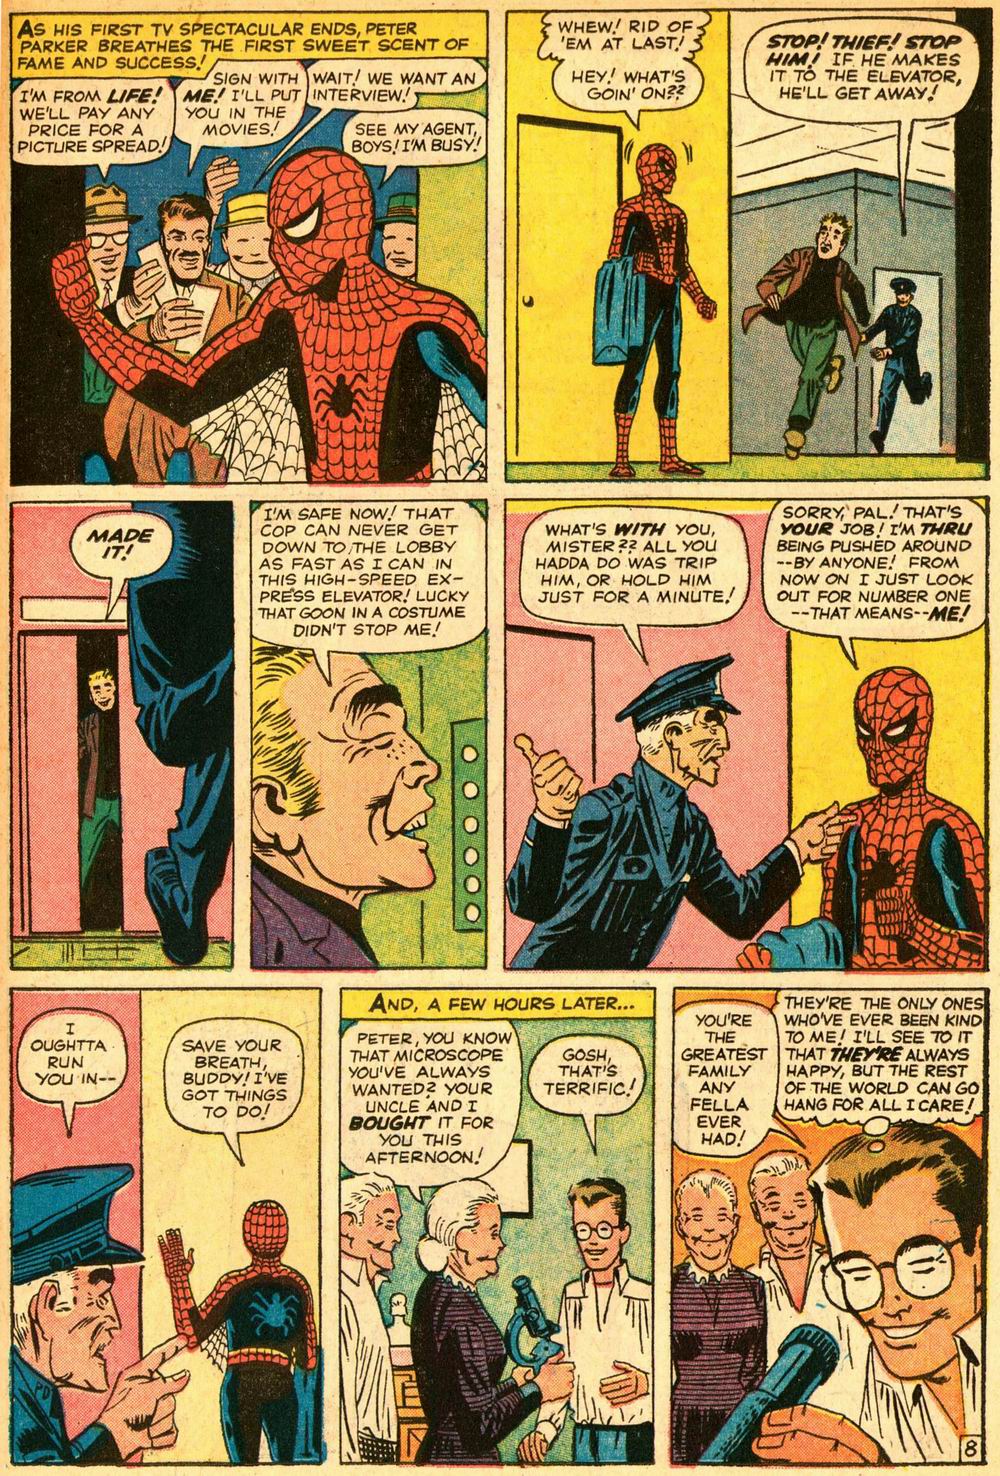 AS HIS FIRST TV SPECTACULAR ENDS, PETER
PARKER BREATHES THE FIRST SWEET SCENT OF
FAME AND SUCCESS!
I'M FROM LIFE!
WE'LL PAY ANY
PRICE FOR A
PICTURE SPREAD!
SIGN WITH
ME! I'LL PUT
YOU IN THE
MOVIES!
WAIT! WE WANT AN
INTERVIEW!
SEE MY AGENT,
BOYS! I'M BUSY!
WHEW! RID OF
'EM AT LAST!
HEY! WHAT'S
GOIN' ON??
STOP! THIEF! STOP
HIM! IF HE MAKES
IT TO THE ELEVATOR,
HE'LL GET AWAY!
MADE
IT!
I'M SAFE NOW! THAT
COP CAN NEVER GET
DOWN TO THE LOBBY
AS FAST AS I CAN IN
THIS HIGH-SPEED EX-
PRESS ELEVATOR! LUCKY
THAT GOON IN A COSTUME
DIDN'T STOP ME!
WHAT'S WITH YOU,
MISTER?? ALL YOU
HADDA DO WAS TRIP
HIM, OR HOLD HIM
JUST FOR A MINUTE!
SORRY, PAL! THAT'S
YOUR JOB! I'M THRU
BEING PUSHED AROUND
--BY ANYONE! FROM
NOW ON I JUST LOOK
OUT FOR NUMBER ONE
--THAT MEANS--ME!
I
OUGHTTA
RUN
YOU IN--
SAVE YOUR
BREATH,
BUDDY! I'VE
GOT THINGS
TO DO!
AND, A FEW HOURS LATER...
PETER, YOU KNOW
THAT MICROSCOPE
YOU'VE ALWAYS
WANTED? YOUR
UNCLE AND I
BOUGHT IT FOR
YOU THIS
AFTERNOON!
GOSH,
THAT'S
TERRIFIC!
YOU'RE
THE
GREATEST
FAMILY
ANY
FELLA
EVER
HAD!
THEY'RE THE ONLY ONES
WHO'VE EVER BEEN KIND
TO ME! I'LL SEE TO IT
THAT THEY'RE ALWAYS
HAPPY, BUT THE REST
OF THE WORLD CAN GO
HANG FOR ALL I CARE!
PD
8